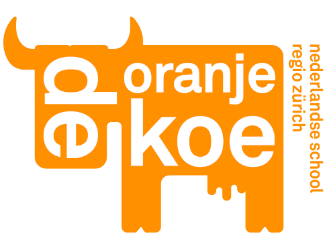 de
oranje
koe
nederlandse school
regio zürich